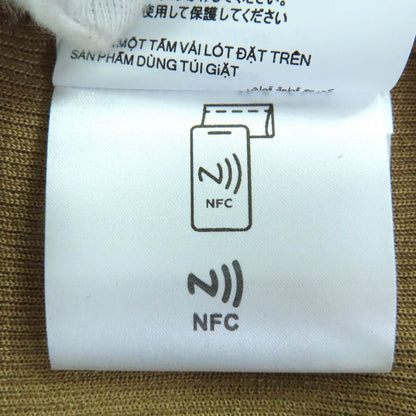 使用して保護してください
MỘT TẤM VẢI LÓT ĐẶT TRÊN
SẢN PHẨM DÙNG TÚI GIẶT
NFC
NFC